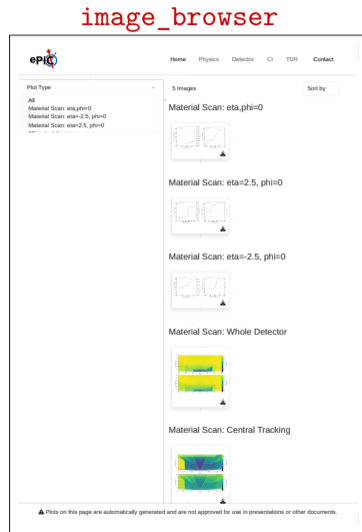 image_browser
ePIC
Home Physics Detector CI TDR Contact
Plot Type
5 Images
Sort by
All
Material Scan: eta,phi=0
Material Scan: eta=-2.5, phi=0
Material Scan: eta=2.5, phi=0
Material Scan: eta,phi=0
Material Scan: eta=2.5, phi=0
Material Scan: eta=-2.5, phi=0
Material Scan: Whole Detector
Material Scan: Central Tracking
Plots on this page are automatically generated and are not approved for use in presentations or other documents.